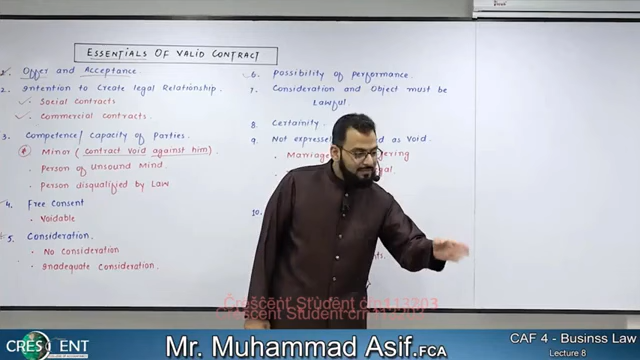 ESSENTIALS OF VALID CONTRACT
1. Offer and Acceptance.
2. Intention to Create legal Relationship.
✓ Social Contracts
✓ Commercial Contracts.
3. Competence/ Capacity of Parties.
Minor (Contract void against him).
• Person of Unsound Mind.
• Person disqualified by Law
4. Free Consent
• Voidable
5. Consideration.
• No Consideration
• Inadequate Consideration.
6. Possibility of performance.
7. Consideration and Object must be
Lawful
8. Certainity.
9. Not expressly as Void.
• Marriage
10.
Crescent Student crn113203
CRESCENT
Mr. Muhammad Asif.FCA
CAF 4 - Businss Law
Lecture 8